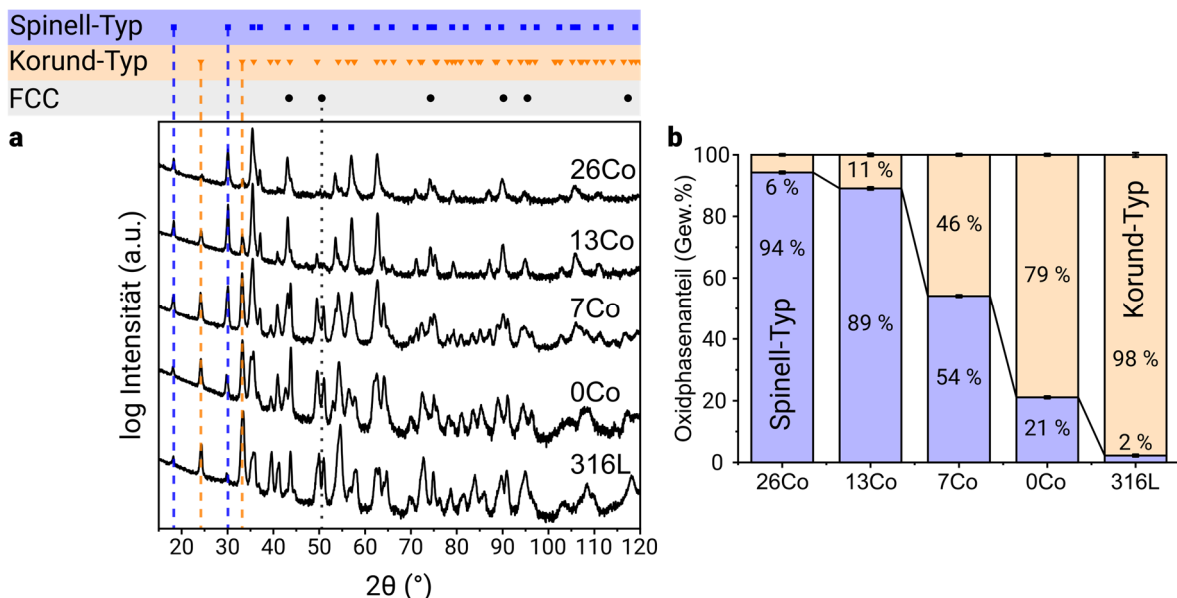 Spinell-Typ
Korund-Typ
FCC
a
log Intensität (a.u.)
26Co
13Co
7Co
0Co
316L
20 30 40 50 60 70 80 90 100 110 120
2θ (°)
b
Oxidphasenanteil (Gew.%)
100
80
60
40
20
0
6 %
94 %
Spinell-Typ
11 %
89 %
46 %
54 %
79 %
21 %
Korund-Typ
98 %
2 %
26Co 13Co 7Co 0Co 316L